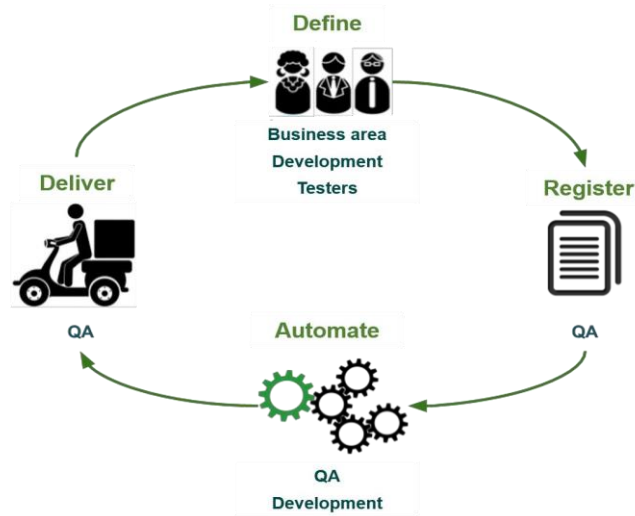 Define
Business area
Development
Testers
Register
QA
Automate
QA
Development
Deliver
QA